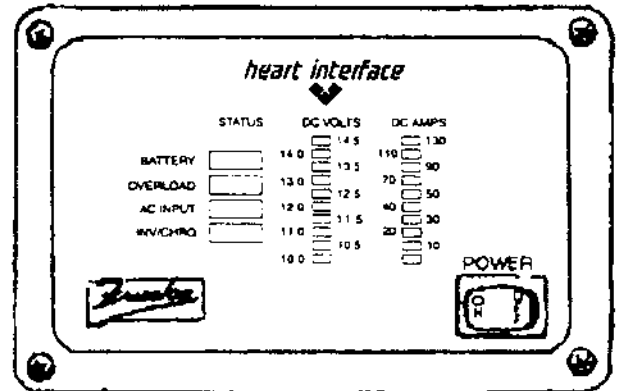 heart interface
STATUS DC VOLTS DC AMPS
14.5 130
BATTERY 14.0 110
13.5 90
OVERLOAD 13.0 70
12.5 50
AC INPUT 12.0 40
11.5 30
INV/CHRG 11.0 20
10.5 10
10.0
POWER
Freedom